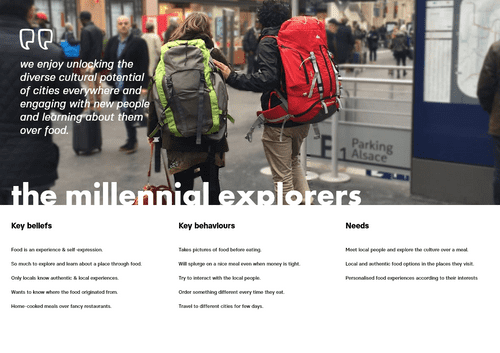 we enjoy unlocking the
diverse cultural potential
of cities everywhere and
engaging with new people
and learning about them
over food.
Parking
Alsace
the millennial explorers
Key beliefs
Food is an experience & self-expression.
So much to explore and learn about a place through food.
Only locals know authentic & local experiences.
Wants to know where the food originated from.
Home-cooked meals over fancy restaurants.
Key behaviours
Takes pictures of food before eating.
Will splurge on a nice meal even when money is tight.
Try to interact with the local people.
Order something different every time they eat.
Travel to different cities for few days.
Needs
Meet local people and explore the culture over a meal.
Local and authentic food options in the places they visit.
Personalised food experiences according to their interests